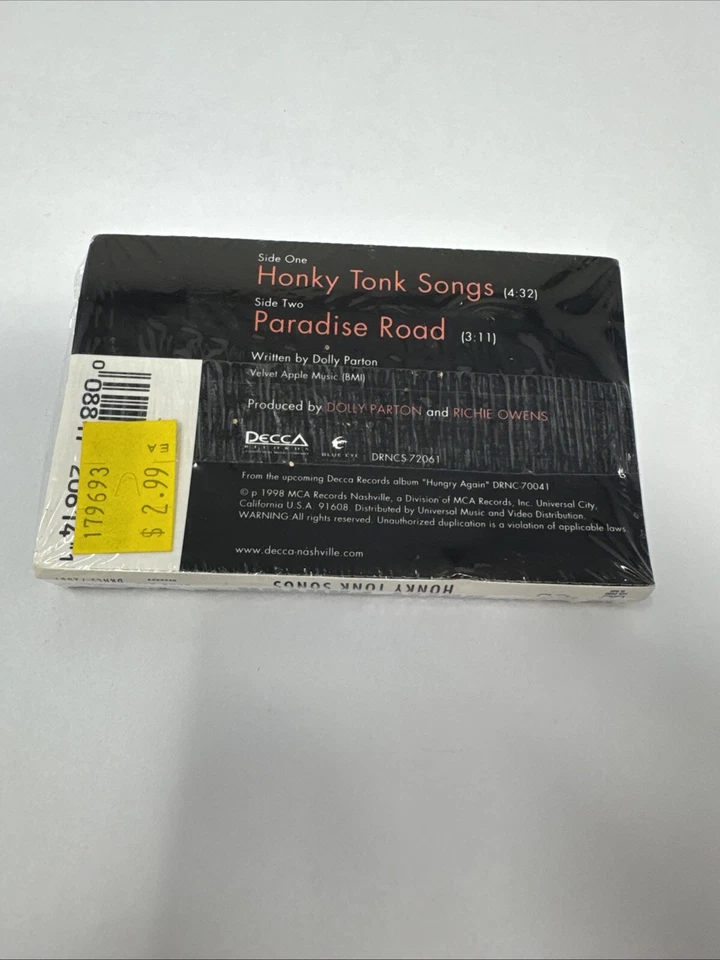 Side One
Honky Tonk Songs (4:32)
Side Two
Paradise Road (3:11)
Written by Dolly Parton
Velvet Apple Music (BMI)
Produced by DOLLY PARTON and RICHIE OWENS
DECCA
RECORDS
BLUE EYE
DRNCS-72061
From the upcoming Decca Records album "Hungry Again" DRNC-70041
© p 1998 MCA Records Nashville, a Division of MCA Records, Inc. Universal City,
California U.S.A. 91608. Distributed by Universal Music and Video Distribution.
WARNING:All rights reserved. Unauthorized duplication is a violation of applicable laws
www.decca-nashville.com
179693
EA
$ 2.99
HONKY TONK SONGS